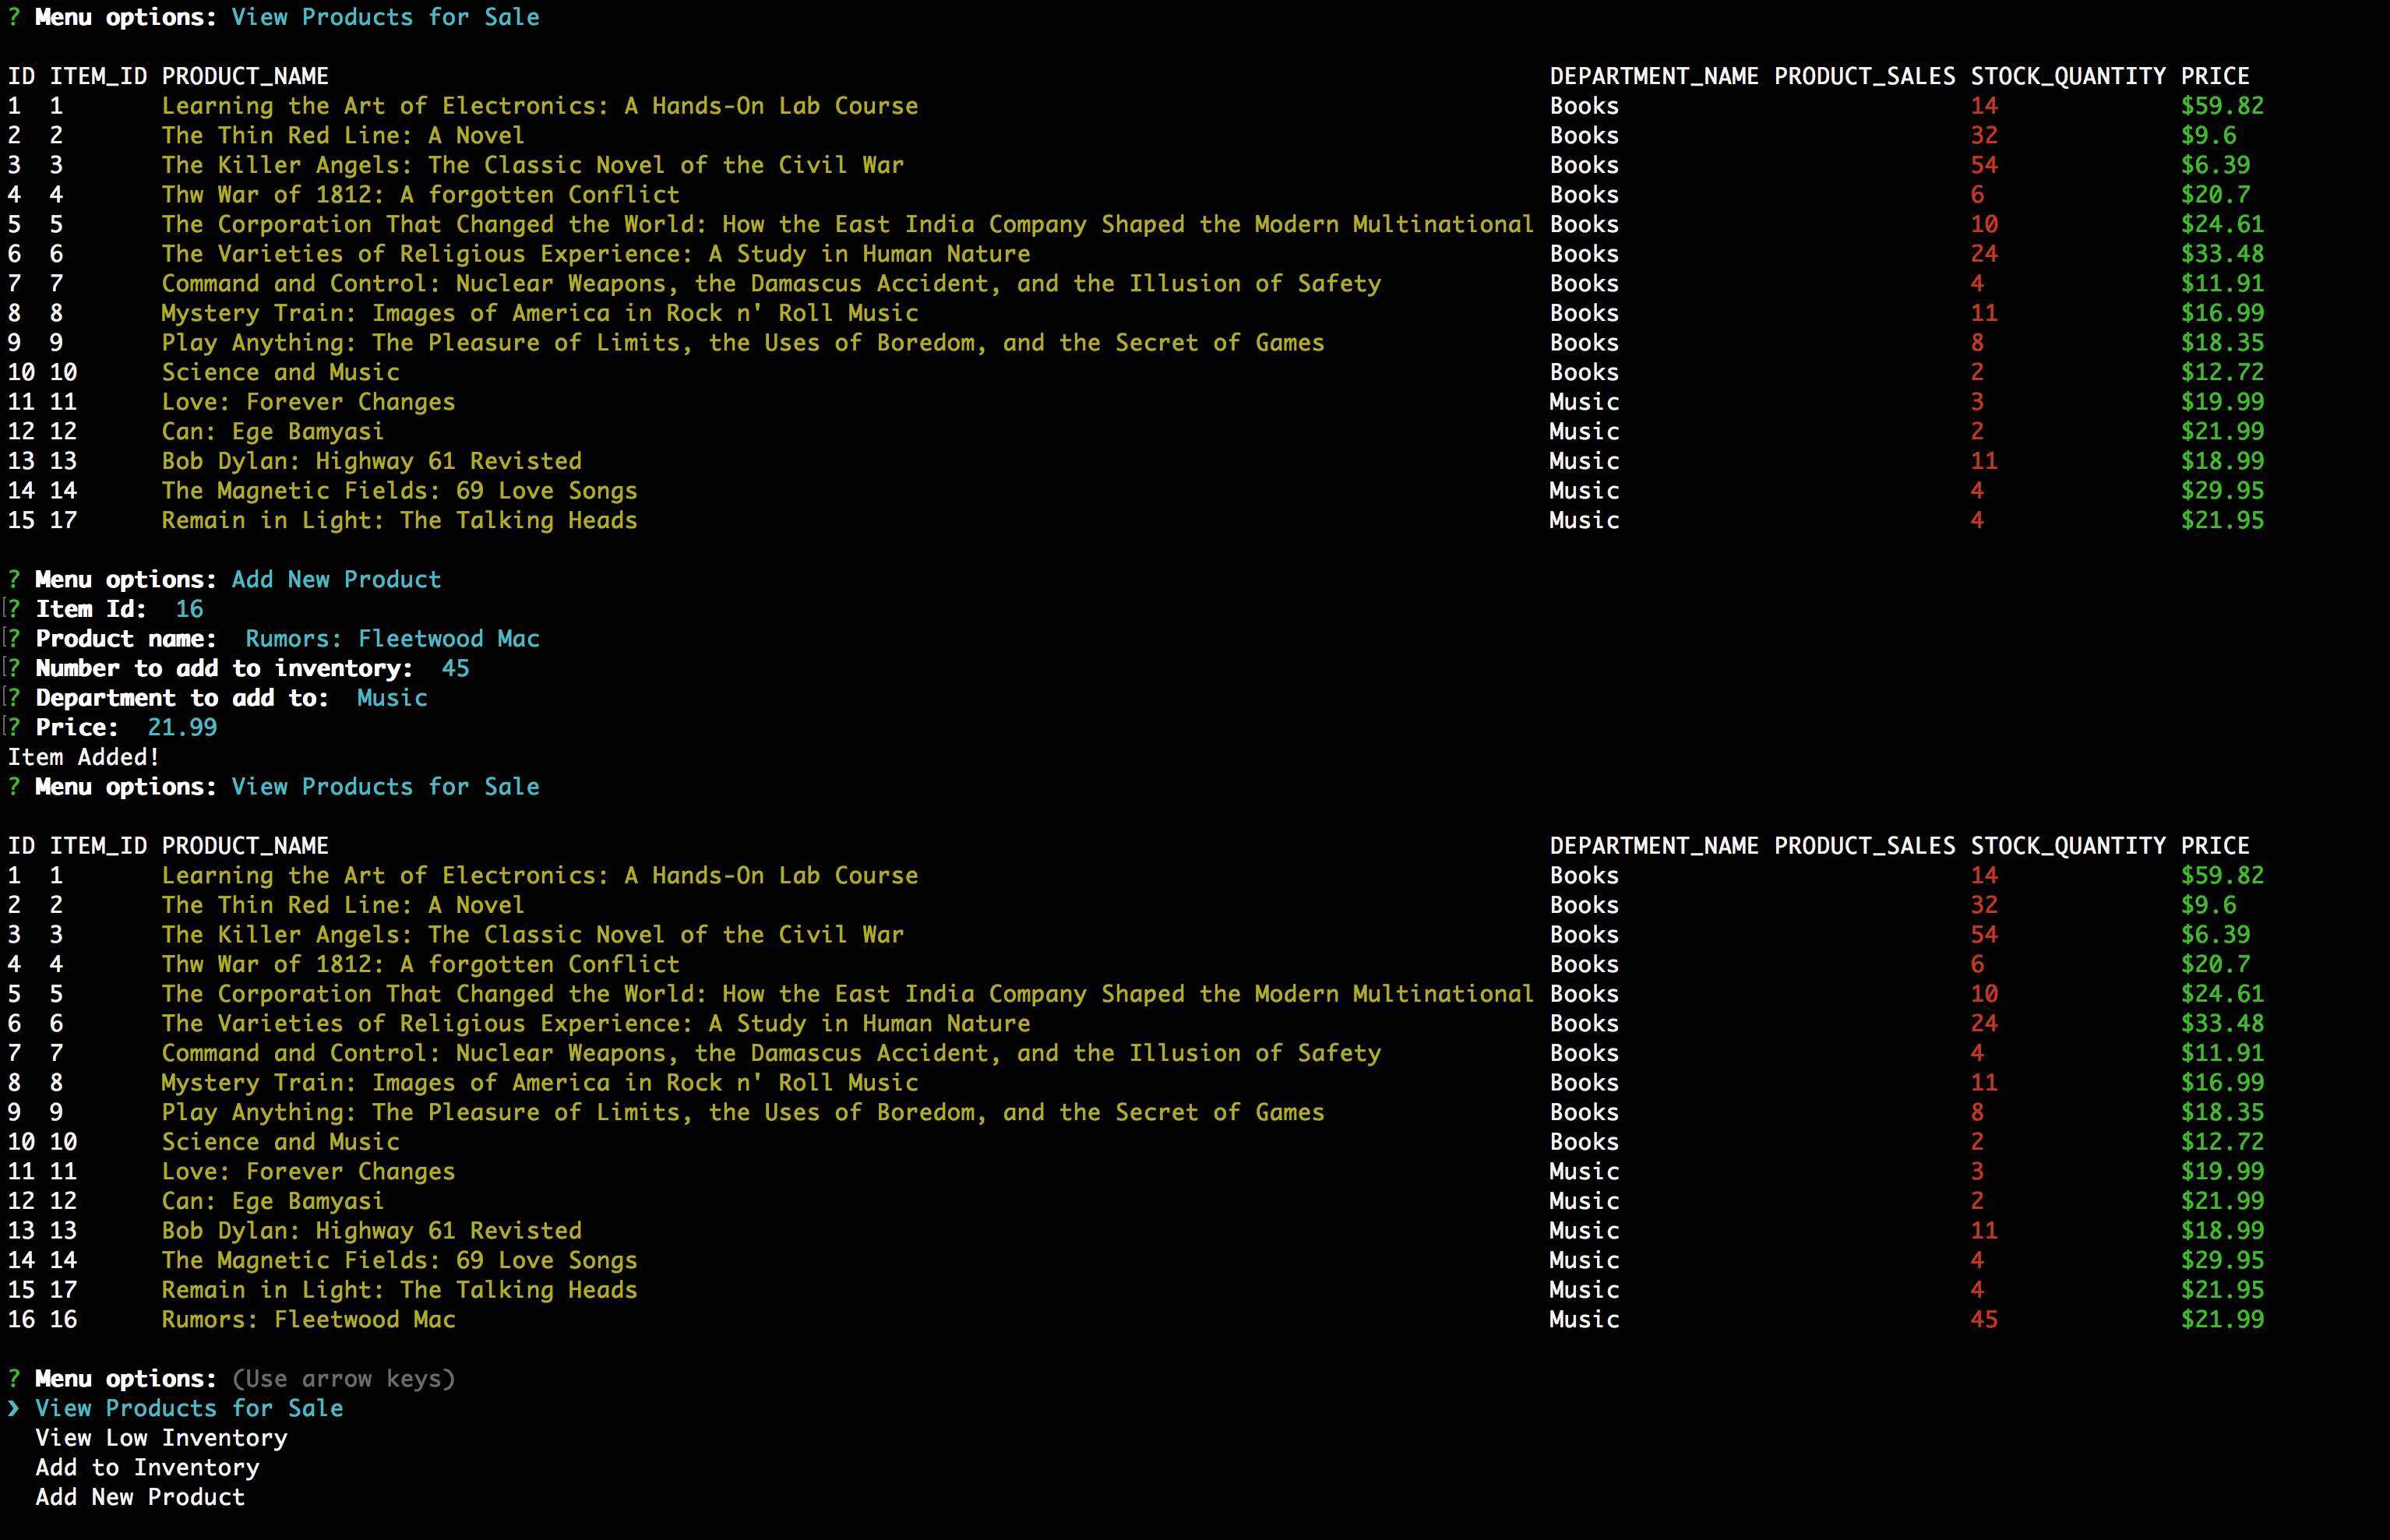 ? Menu options: View Products for Sale
ID ITEM_ID PRODUCT_NAME DEPARTMENT_NAME PRODUCT_SALES STOCK_QUANTITY PRICE
1 1 Learning the Art of Electronics: A Hands-On Lab Course Books 14 $59.82
2 2 The Thin Red Line: A Novel Books 32 $9.6
3 3 The Killer Angels: The Classic Novel of the Civil War Books 54 $6.39
4 4 Thw War of 1812: A forgotten Conflict Books 6 $20.7
5 5 The Corporation That Changed the World: How the East India Company Shaped the Modern Multinational Books 10 $24.61
6 6 The Varieties of Religious Experience: A Study in Human Nature Books 24 $33.48
7 7 Command and Control: Nuclear Weapons, the Damascus Accident, and the Illusion of Safety Books 4 $11.91
8 8 Mystery Train: Images of America in Rock n' Roll Music Books 11 $16.99
9 9 Play Anything: The Pleasure of Limits, the Uses of Boredom, and the Secret of Games Books 8 $18.35
10 10 Science and Music Books 2 $12.72
11 11 Love: Forever Changes Music 3 $19.99
12 12 Can: Ege Bamyasi Music 2 $21.99
13 13 Bob Dylan: Highway 61 Revisted Music 11 $18.99
14 14 The Magnetic Fields: 69 Love Songs Music 4 $29.95
15 17 Remain in Light: The Talking Heads Music 4 $21.95
? Menu options: Add New Product
[? Item Id: 16
[? Product name: Rumors: Fleetwood Mac
[? Number to add to inventory: 45
[? Department to add to: Music
[? Price: 21.99
Item Added!
? Menu options: View Products for Sale
ID ITEM_ID PRODUCT_NAME DEPARTMENT_NAME PRODUCT_SALES STOCK_QUANTITY PRICE
1 1 Learning the Art of Electronics: A Hands-On Lab Course Books 14 $59.82
2 2 The Thin Red Line: A Novel Books 32 $9.6
3 3 The Killer Angels: The Classic Novel of the Civil War Books 54 $6.39
4 4 Thw War of 1812: A forgotten Conflict Books 6 $20.7
5 5 The Corporation That Changed the World: How the East India Company Shaped the Modern Multinational Books 10 $24.61
6 6 The Varieties of Religious Experience: A Study in Human Nature Books 24 $33.48
7 7 Command and Control: Nuclear Weapons, the Damascus Accident, and the Illusion of Safety Books 4 $11.91
8 8 Mystery Train: Images of America in Rock n' Roll Music Books 11 $16.99
9 9 Play Anything: The Pleasure of Limits, the Uses of Boredom, and the Secret of Games Books 8 $18.35
10 10 Science and Music Books 2 $12.72
11 11 Love: Forever Changes Music 3 $19.99
12 12 Can: Ege Bamyasi Music 2 $21.99
13 13 Bob Dylan: Highway 61 Revisted Music 11 $18.99
14 14 The Magnetic Fields: 69 Love Songs Music 4 $29.95
15 17 Remain in Light: The Talking Heads Music 4 $21.95
16 16 Rumors: Fleetwood Mac Music 45 $21.99
? Menu options: (Use arrow keys)
❯ View Products for Sale
View Low Inventory
Add to Inventory
Add New Product